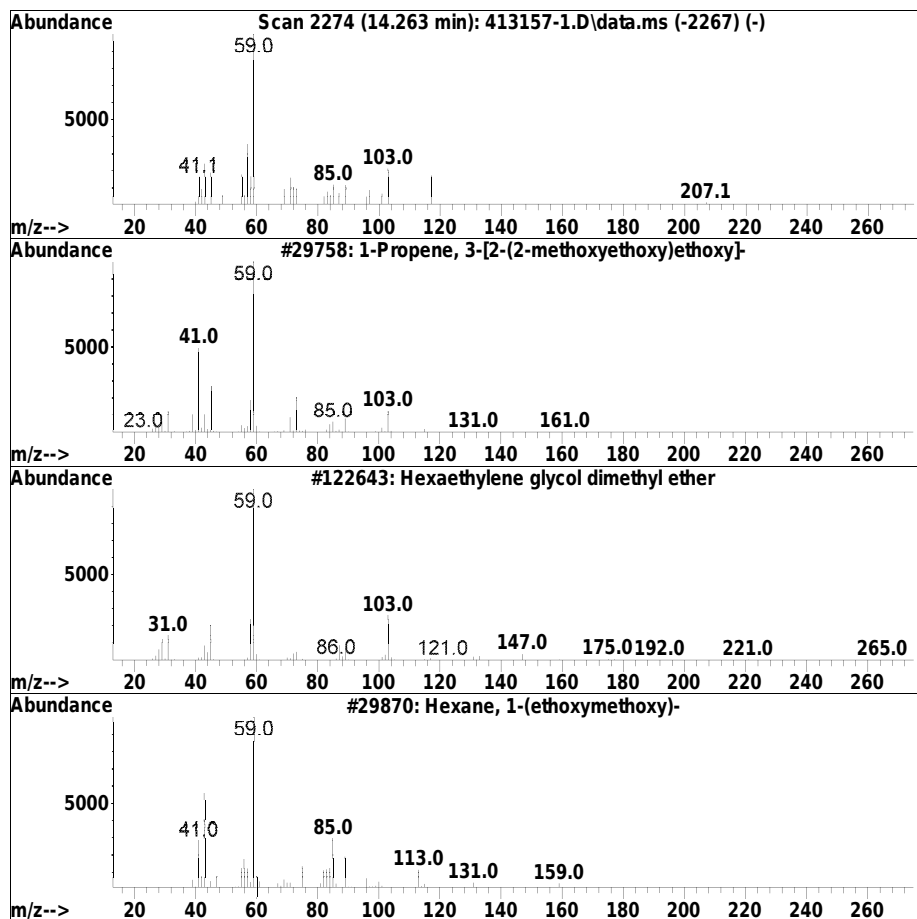 Abundance Scan 2274 (14.263 min): 413157-1.D\data.ms (-2267) (-)
59.0
5000
41.1 85.0 103.0
207.1
m/z--> 20 40 60 80 100 120 140 160 180 200 220 240 260
Abundance #29758: 1-Propene, 3-[2-(2-methoxyethoxy)ethoxy]-
59.0
5000 41.0
23.0 85.0 103.0 131.0 161.0
m/z--> 20 40 60 80 100 120 140 160 180 200 220 240 260
Abundance #122643: Hexaethylene glycol dimethyl ether
59.0
5000
31.0 103.0
86.0 121.0 147.0 175.0 192.0 221.0 265.0
m/z--> 20 40 60 80 100 120 140 160 180 200 220 240 260
Abundance #29870: Hexane, 1-(ethoxymethoxy)-
59.0
5000
41.0 85.0
113.0 131.0 159.0
m/z--> 20 40 60 80 100 120 140 160 180 200 220 240 260